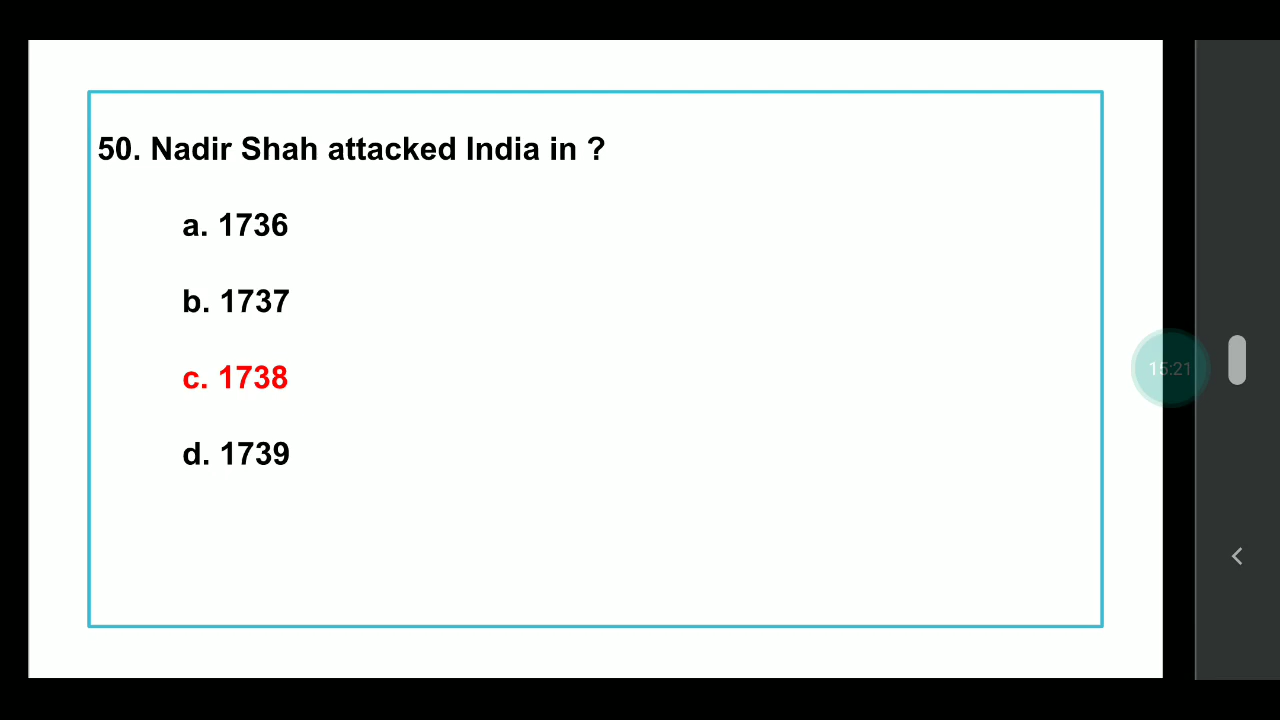 50. Nadir Shah attacked India in ?
a. 1736
b. 1737
c. 1738
d. 1739
15:21